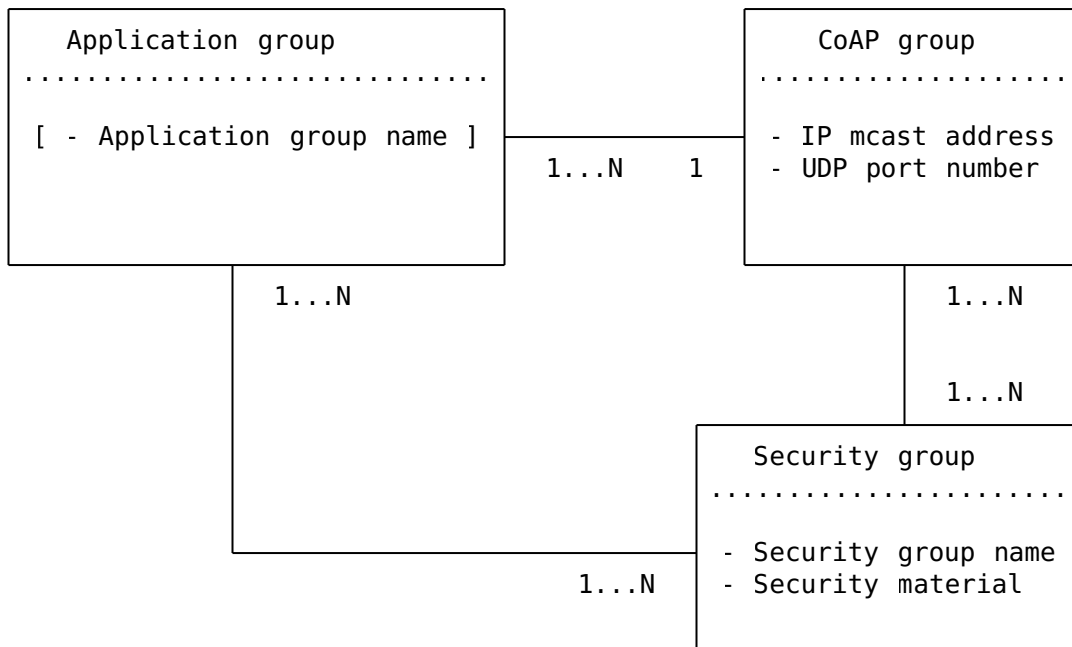 Application group
CoAP group
[ - Application group name ]
- IP mcast address
- UDP port number
1...N
1
1...N
1...N
1...N
Security group
- Security group name
- Security material
1...N